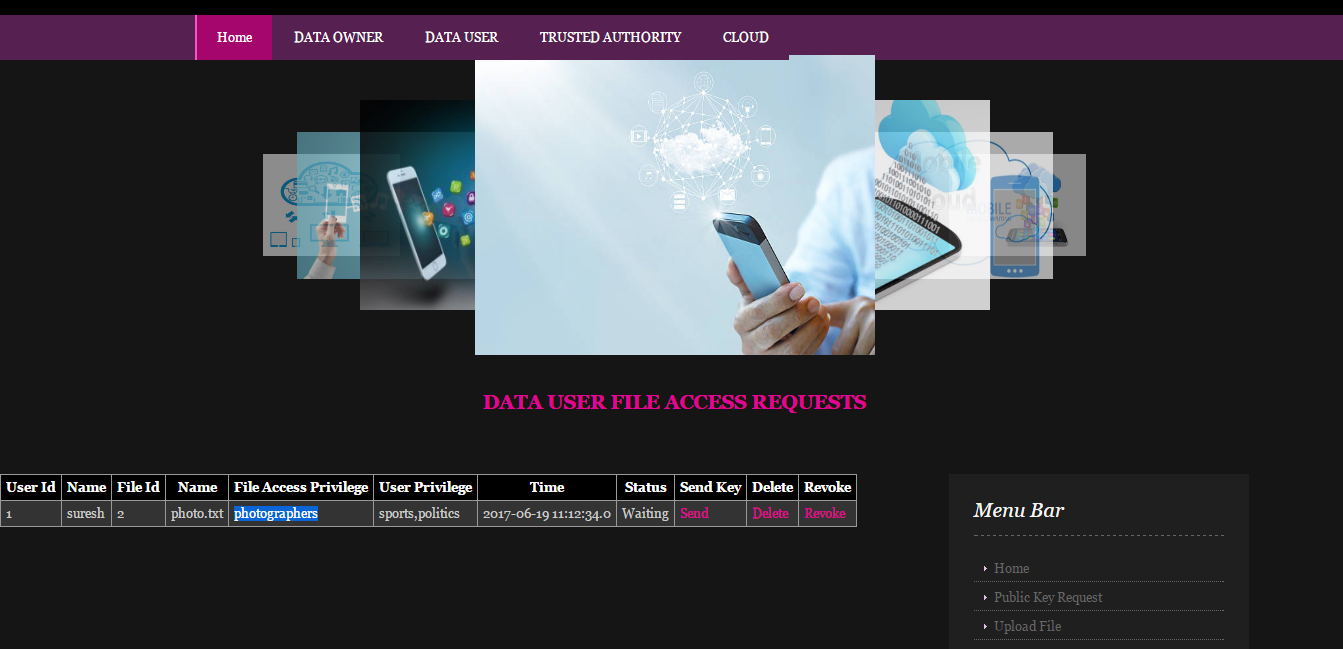 Home DATA OWNER DATA USER TRUSTED AUTHORITY CLOUD
MOBILE
DATA USER FILE ACCESS REQUESTS
User Id Name File Id Name File Access Privilege User Privilege Time Status Send Key Delete Revoke
1 suresh 2 photo.txt photographers sports,politics 2017-06-19 11:12:34.0 Waiting Send Delete Revoke
Menu Bar
Home
Public Key Request
Upload File